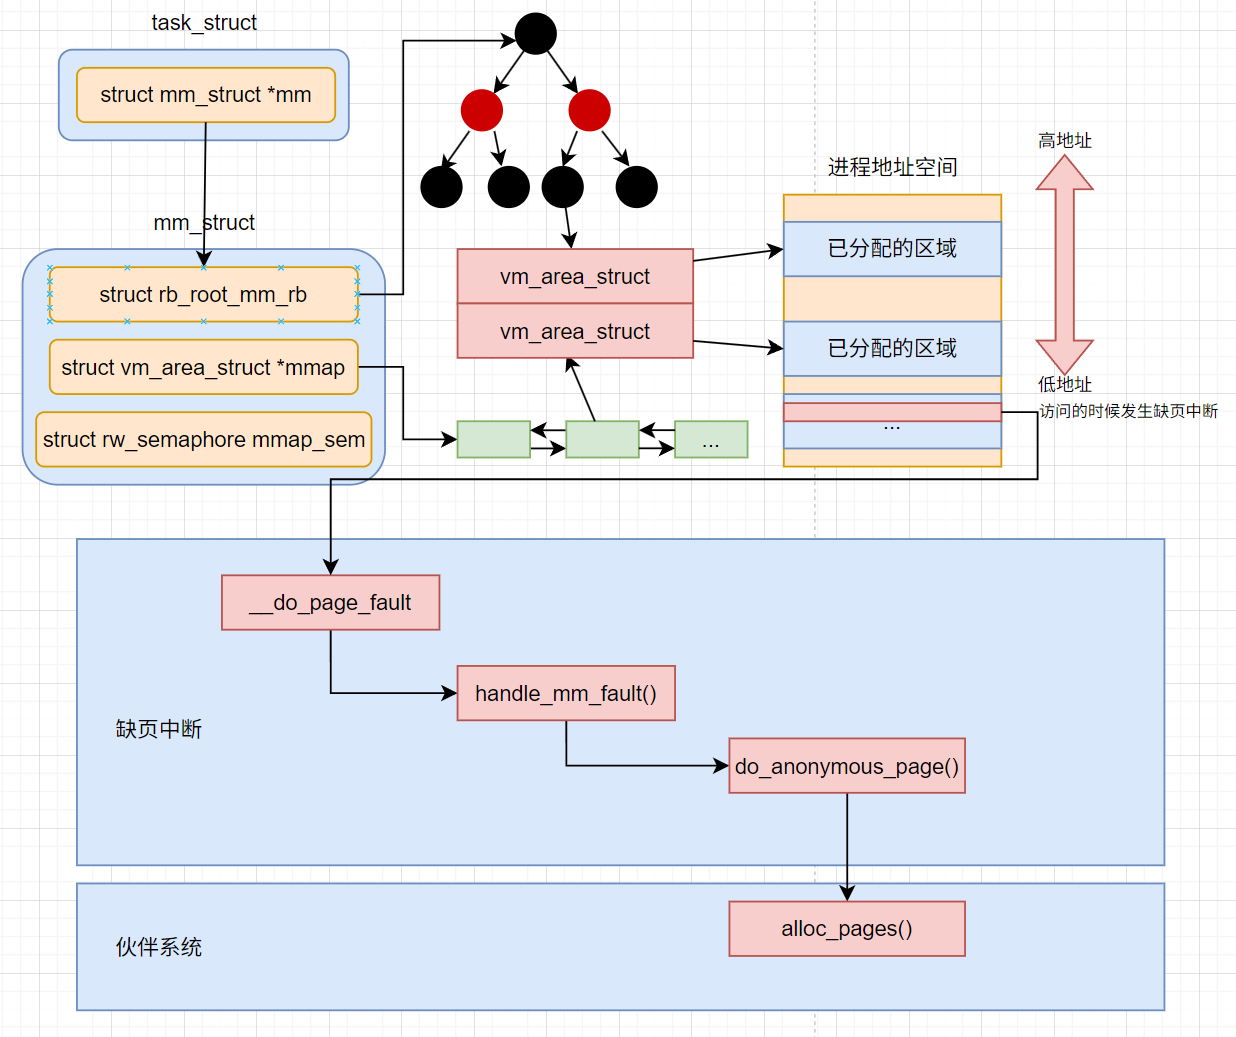 task_struct
struct mm_struct *mm
mm_struct
struct rb_root_mm_rb
struct vm_area_struct *mmap
struct rw_semaphore mmap_sem
vm_area_struct
vm_area_struct
...
进程地址空间
已分配的区域
已分配的区域
...
高地址
低地址
访问的时候发生缺页中断
缺页中断
__do_page_fault
handle_mm_fault()
do_anonymous_page()
伙伴系统
alloc_pages()